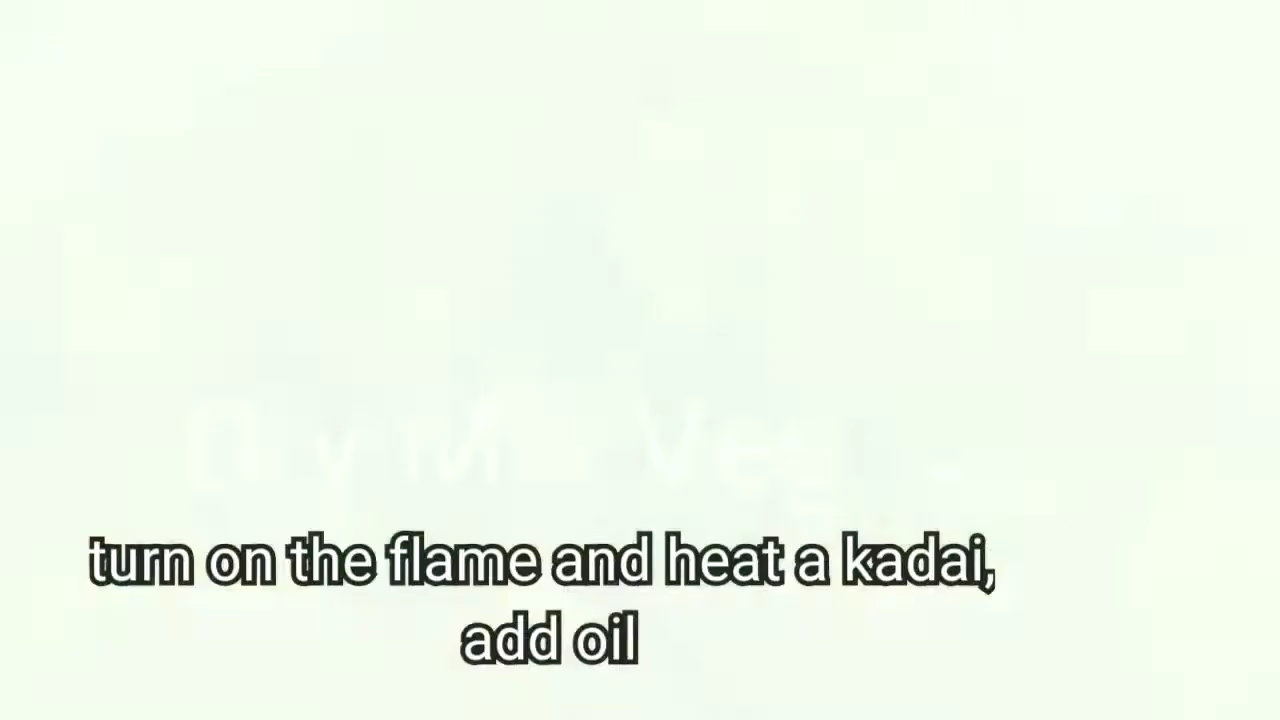 turn on the flame and heat a kadai,
add oil